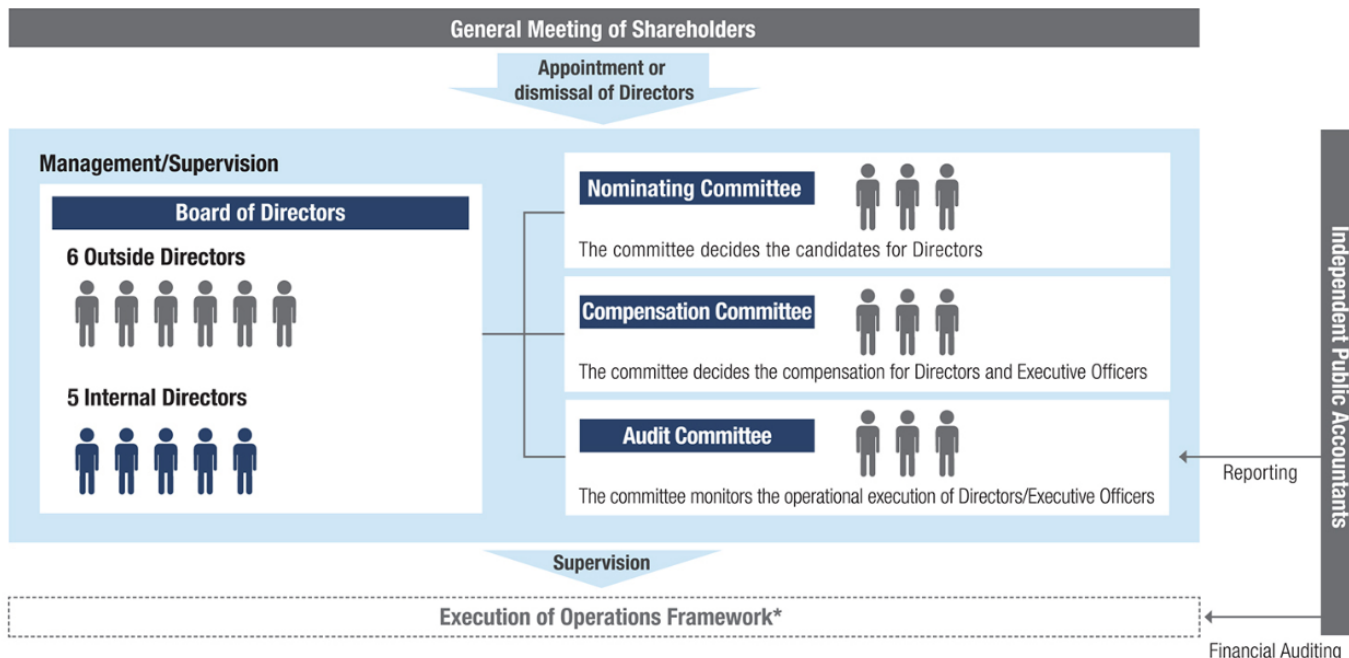 General Meeting of Shareholders
Appointment or
dismissal of Directors
Management/Supervision
Board of Directors
6 Outside Directors
5 Internal Directors
Nominating Committee
The committee decides the candidates for Directors
Compensation Committee
The committee decides the compensation for Directors and Executive Officers
Audit Committee
The committee monitors the operational execution of Directors/Executive Officers
Independent Public Accountants
Reporting
Supervision
Execution of Operations Framework*
Financial Auditing